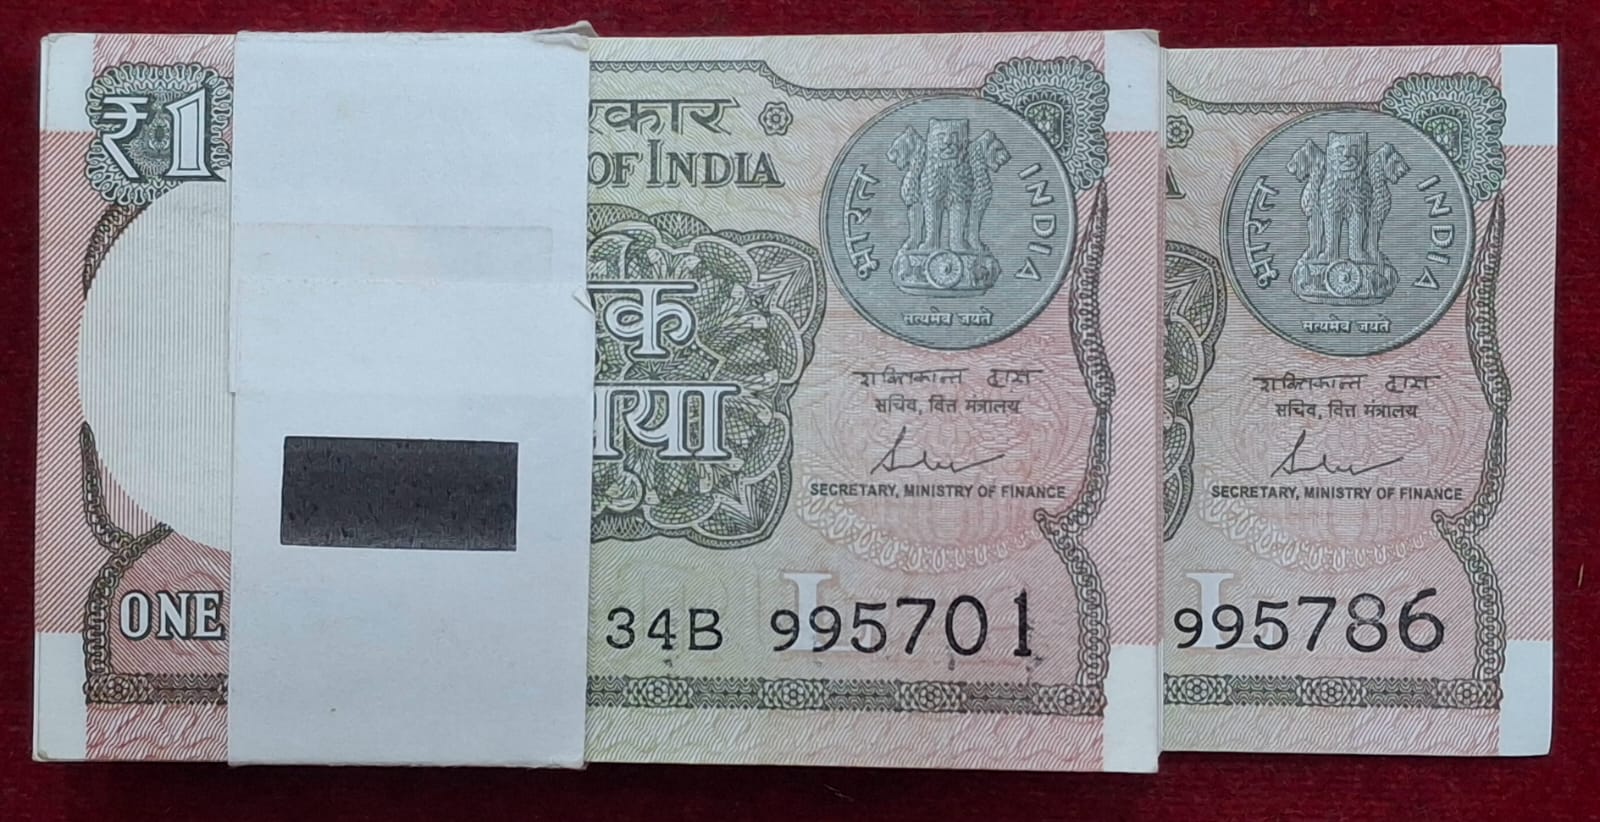 ₹1
रकार
OF INDIA
भारत INDIA
सत्यमेव जयते
क
या
शक्तिकान्त दास
सचिव, वित्त मंत्रालय
SECRETARY, MINISTRY OF FINANCE
ONE
L
34B 995701
भारत INDIA
सत्यमेव जयते
शक्तिकान्त दास
सचिव, वित्त मंत्रालय
SECRETARY, MINISTRY OF FINANCE
L
995786